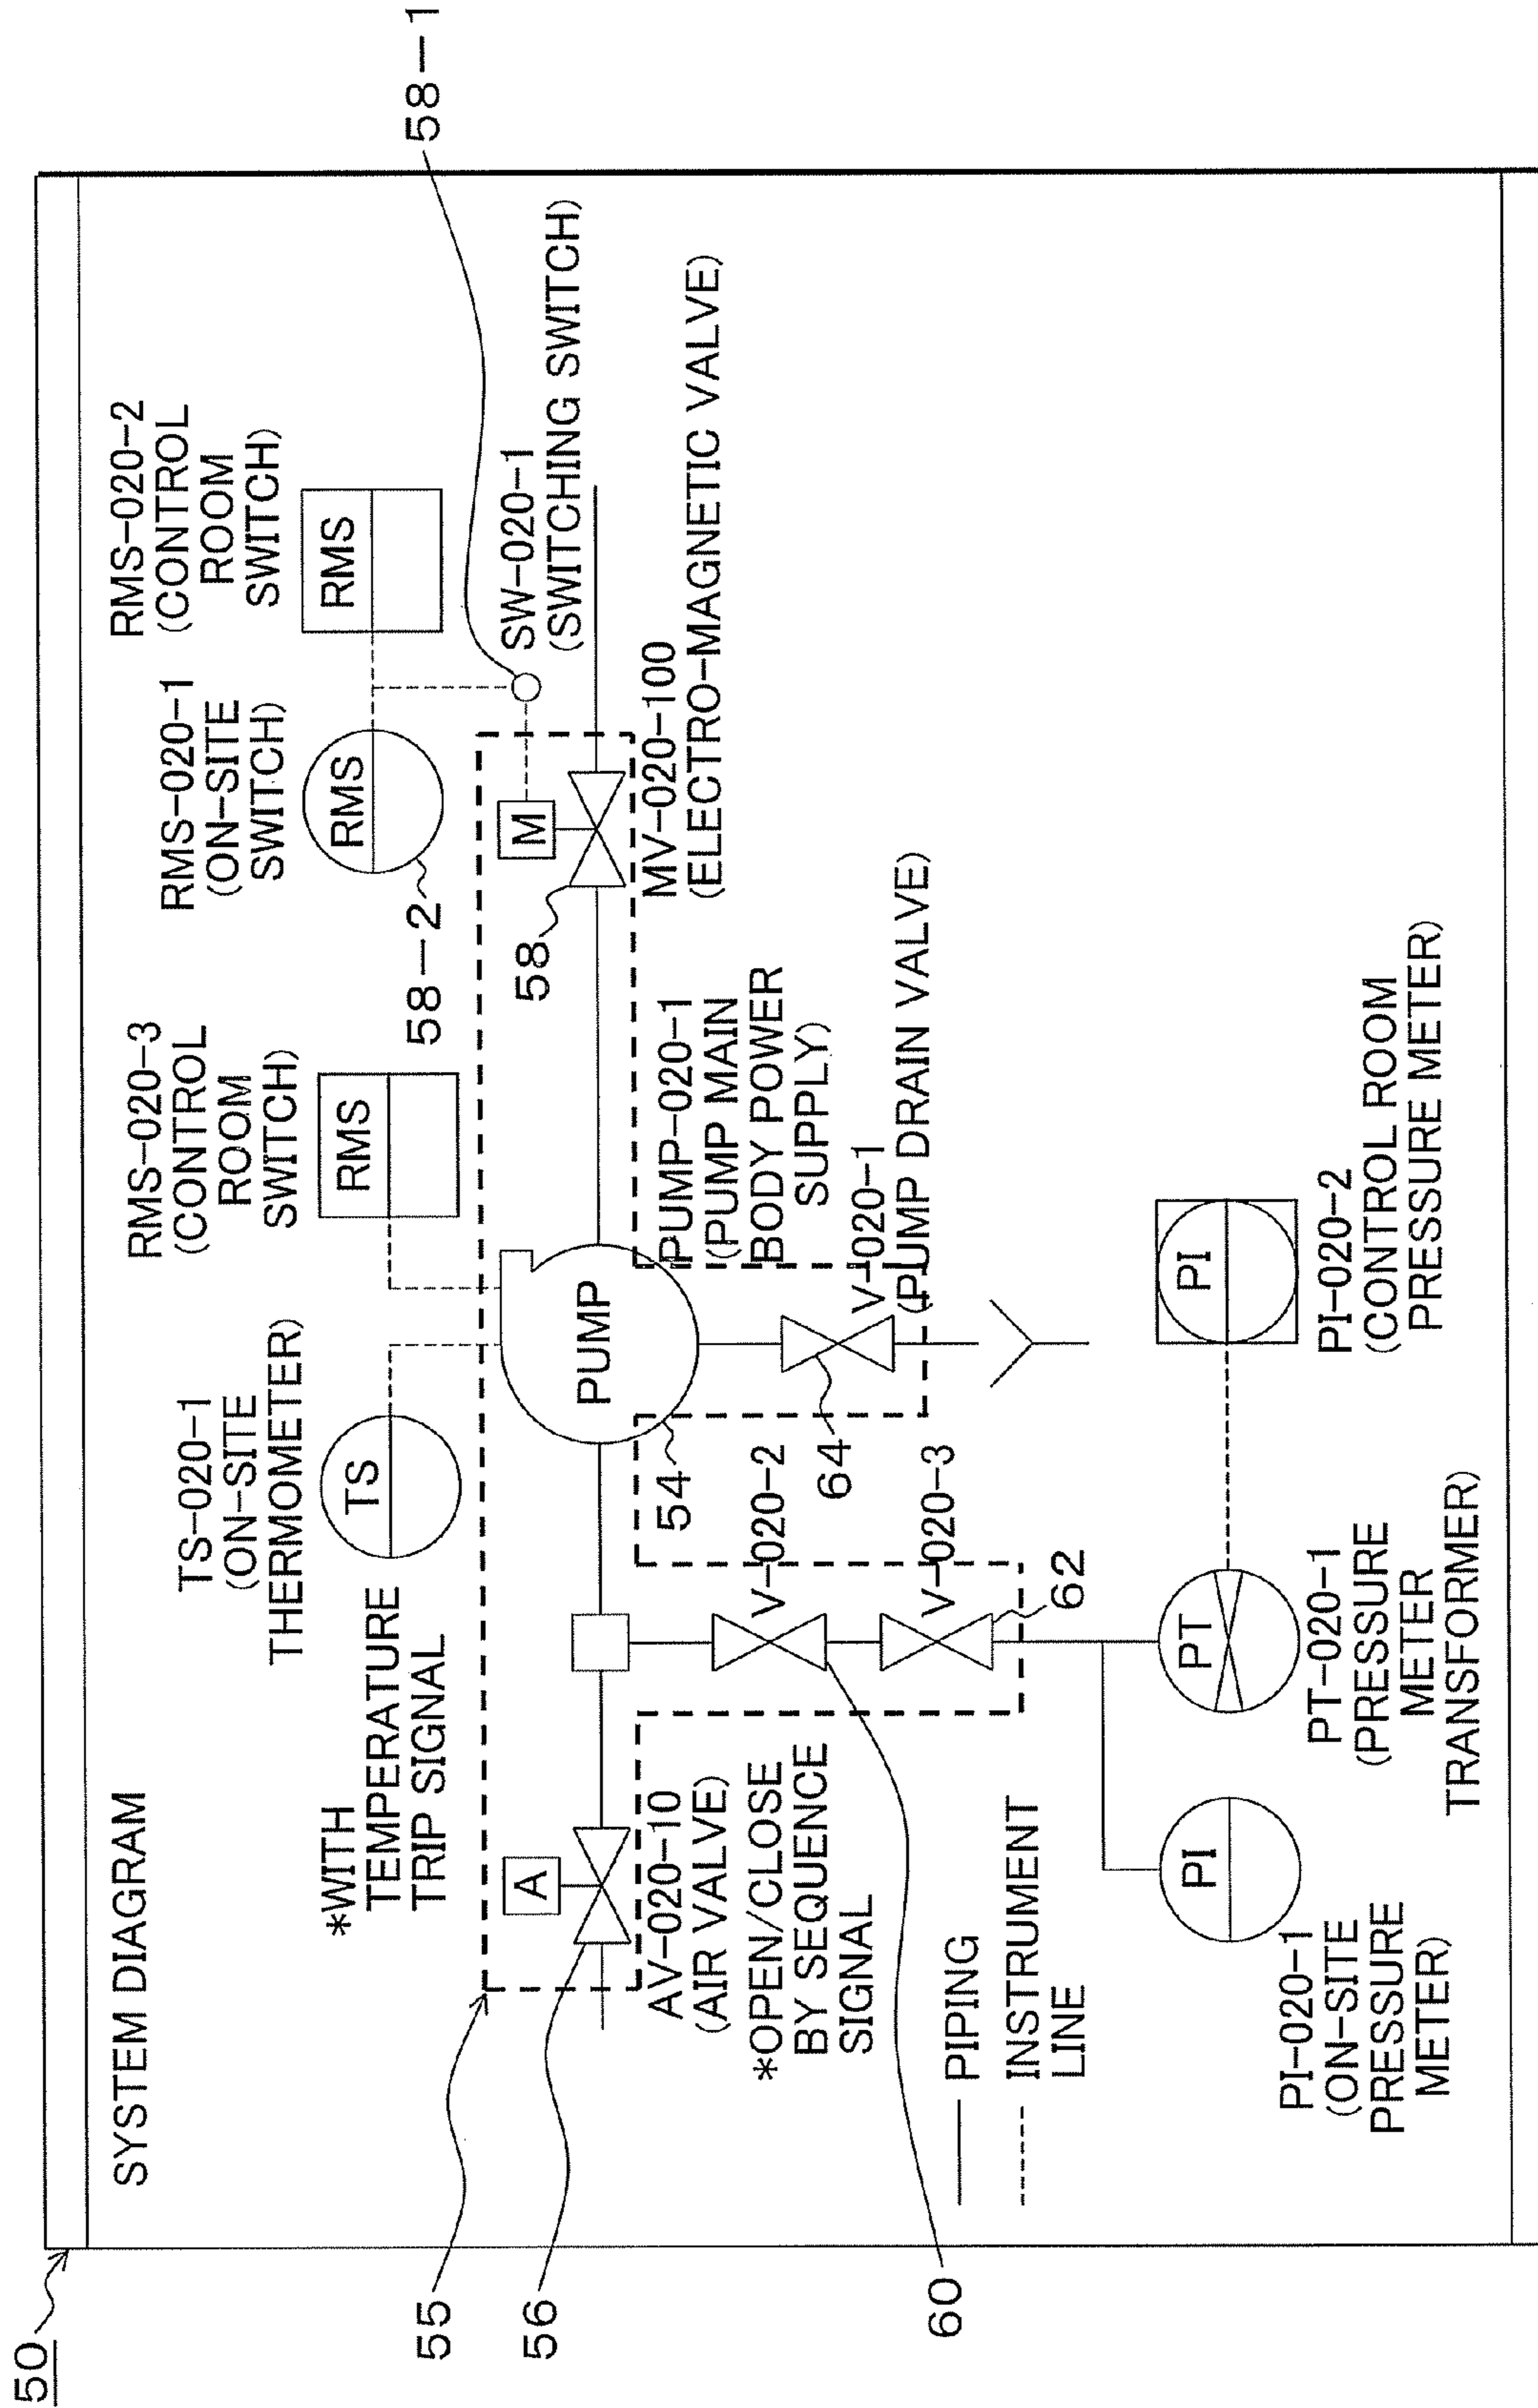 50
SYSTEM DIAGRAM
TS-020-1
(ON-SITE
THERMOMETER)
*WITH
TEMPERATURE
TRIP SIGNAL
TS
RMS-020-3
(CONTROL
ROOM
SWITCH)
RMS
RMS-020-1
(ON-SITE
SWITCH)
RMS
58-2
RMS-020-2
(CONTROL
ROOM
SWITCH)
RMS
58-1
SW-020-1
(SWITCHING SWITCH)
55
56
A
AV-020-10
(AIR VALVE)
*OPEN/CLOSE
BY SEQUENCE
SIGNAL
PUMP
54
PUMP-020-1
(PUMP MAIN
BODY POWER
SUPPLY)
M
58
MV-020-100
(ELECTRO-MAGNETIC VALVE)
V-020-2
V-020-3
60
62
64
V-020-1
(PUMP DRAIN VALVE)
PIPING
INSTRUMENT
LINE
PI
PI-020-1
(ON-SITE
PRESSURE
METER)
PT
PT-020-1
(PRESSURE
METER
TRANSFORMER)
PI
PI-020-2
(CONTROL ROOM
PRESSURE METER)